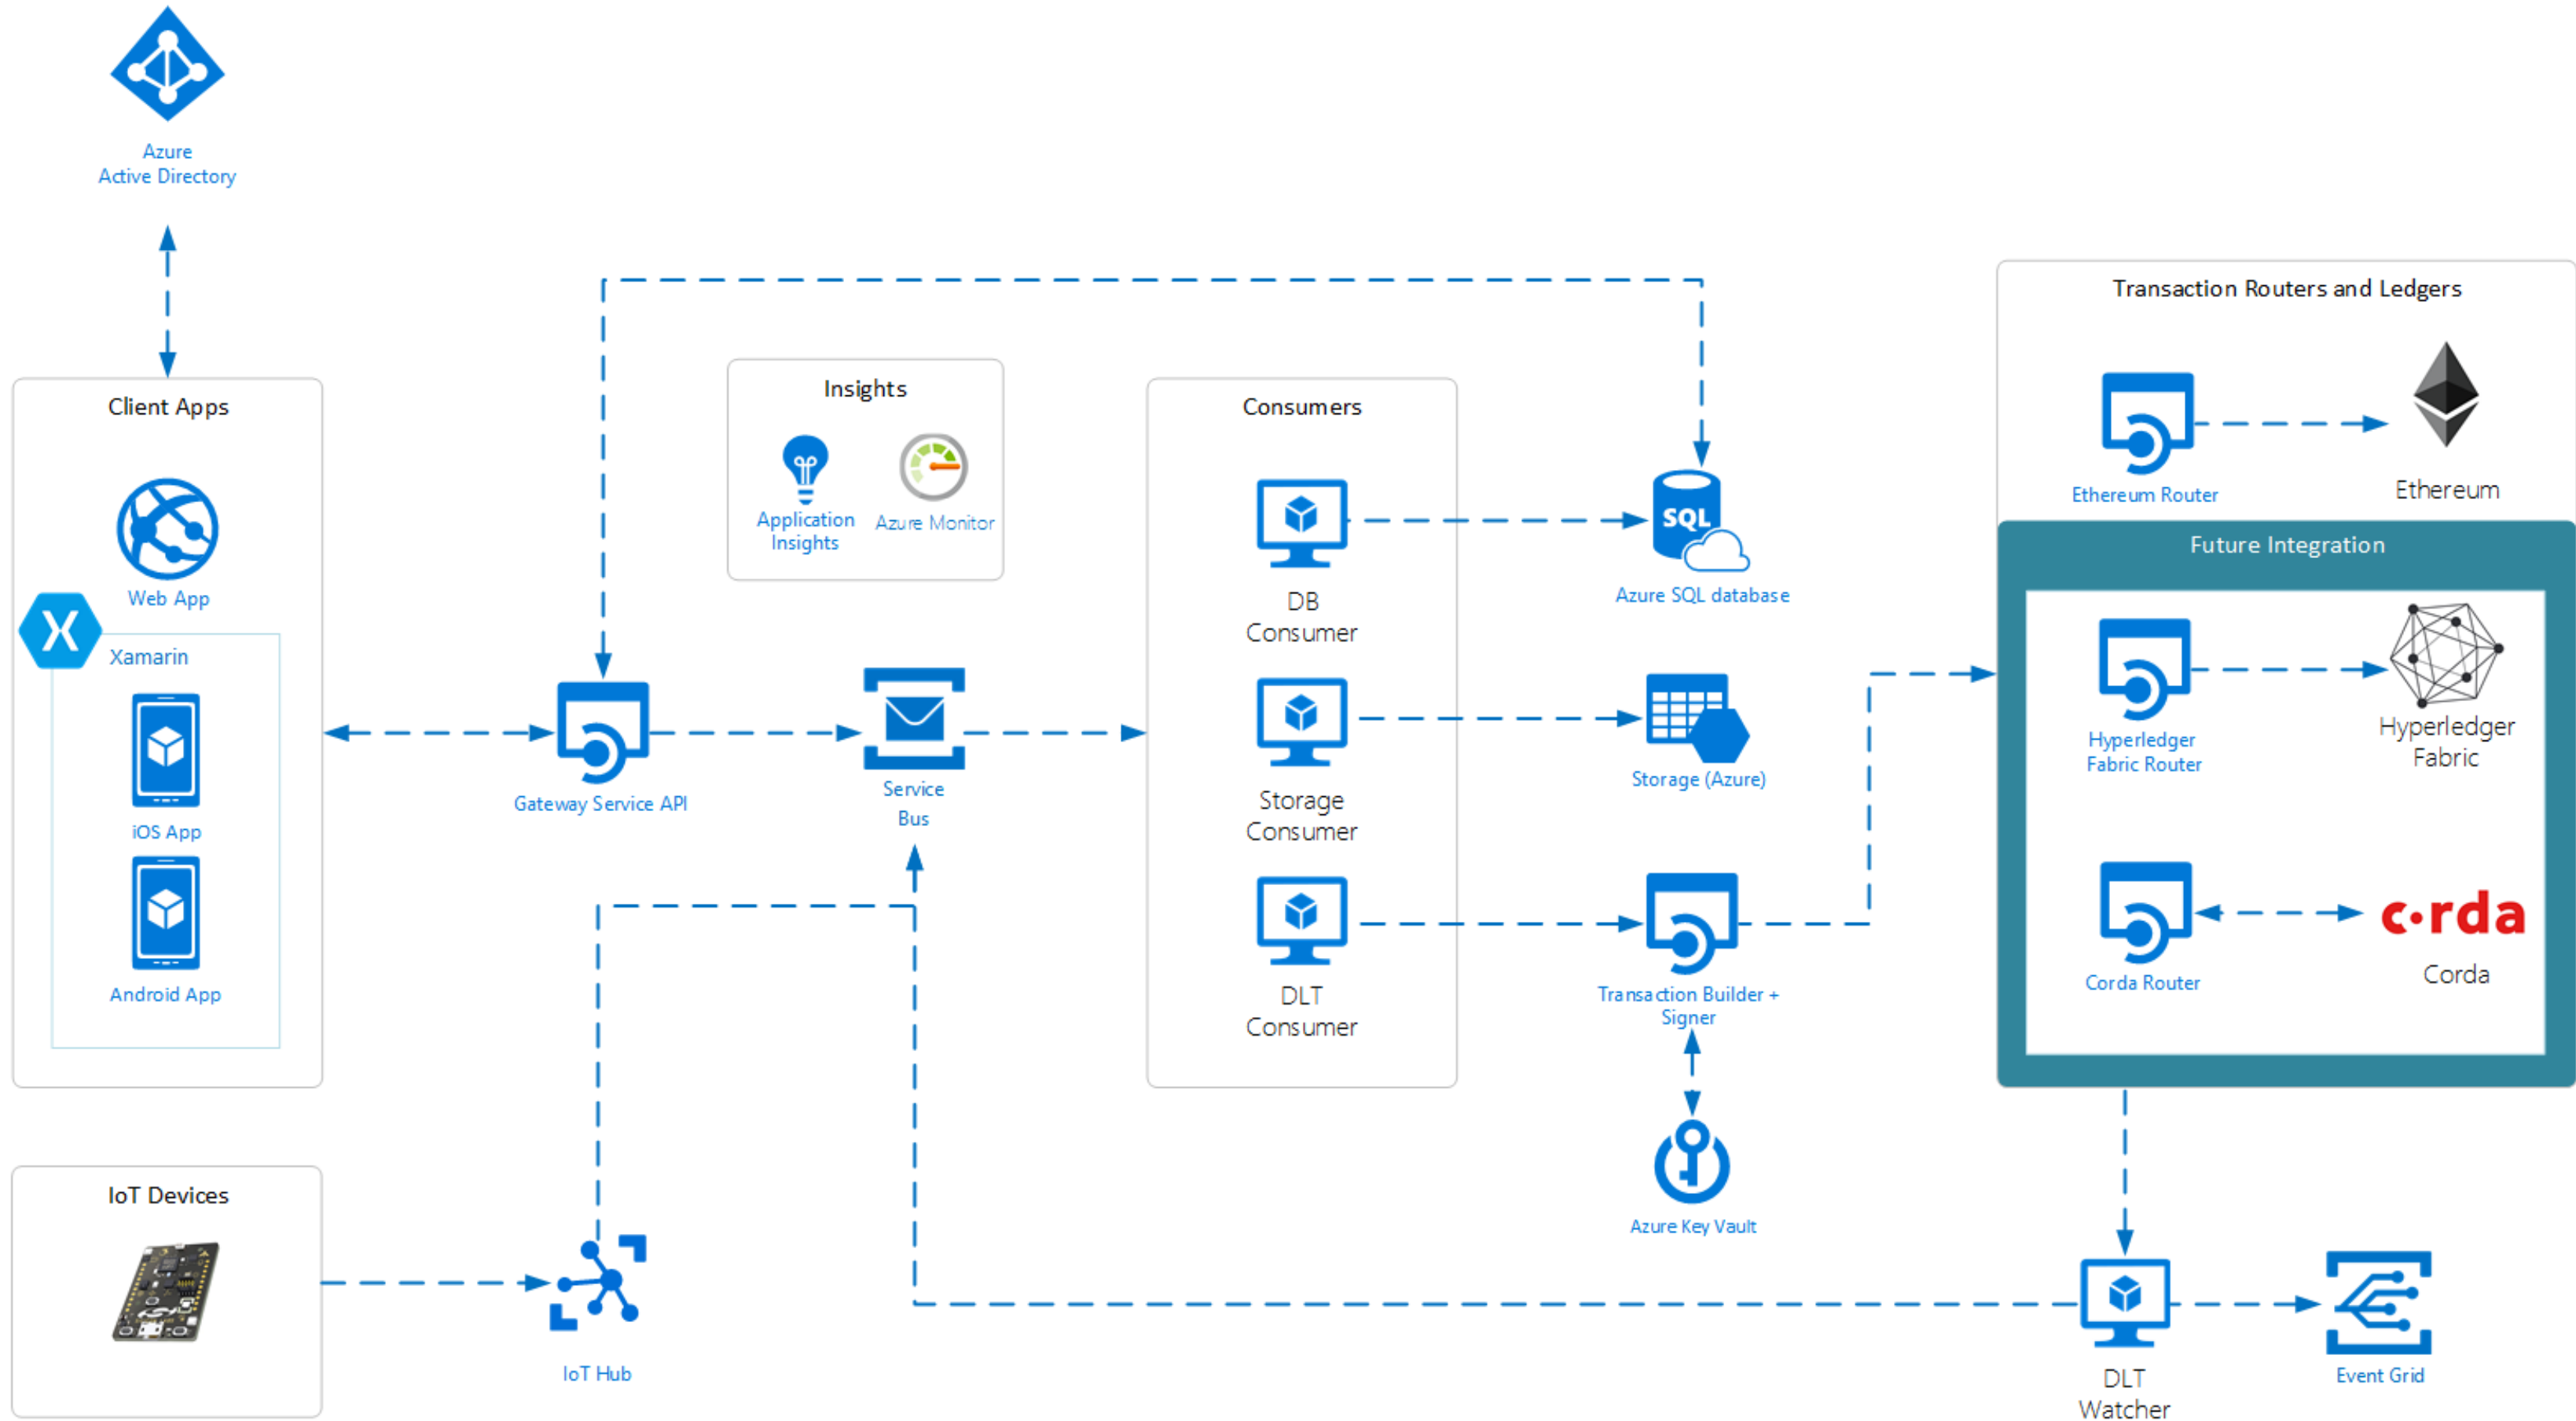 Azure
Active Directory
Client Apps
Web App
X
Xamarin
iOS App
Android App
IoT Devices
IoT Hub
Gateway Service API
Insights
Application
Insights
Azure Monitor
Service
Bus
Consumers
DB
Consumer
Storage
Consumer
DLT
Consumer
SQL
Azure SQL database
Storage (Azure)
Transaction Builder +
Signer
Azure Key Vault
Transaction Routers and Ledgers
Ethereum Router
Ethereum
Future Integration
Hyperledger
Fabric Router
Hyperledger
Fabric
Corda Router
c·rda
Corda
DLT
Watcher
Event Grid